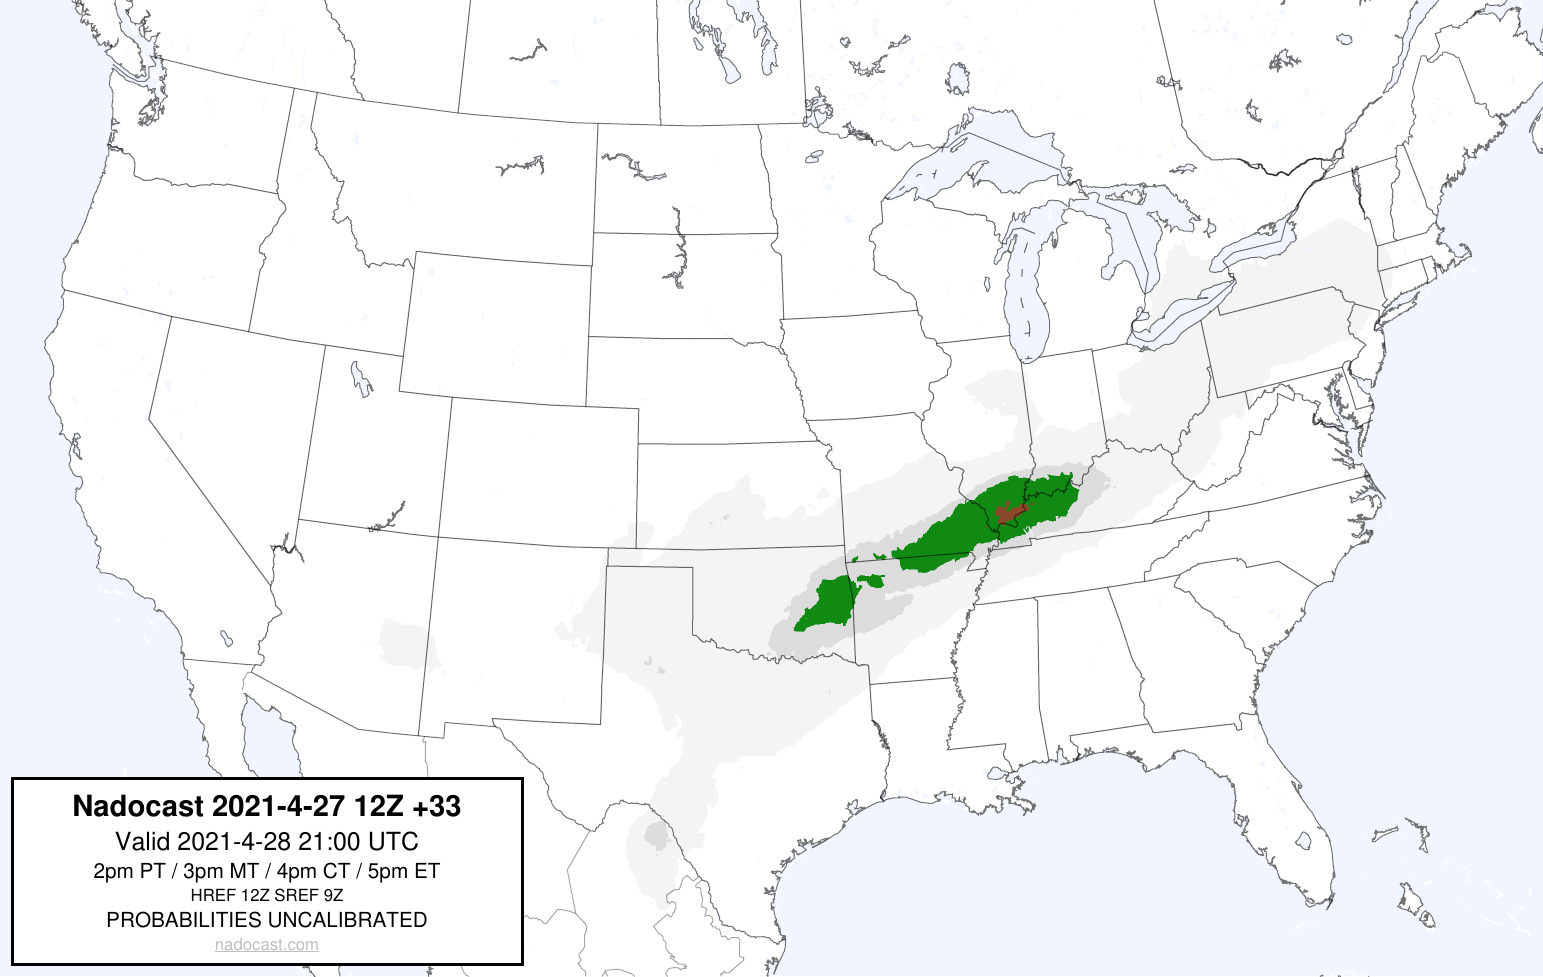 Nadocast 2021-4-27 12Z +33
Valid 2021-4-28 21:00 UTC
2pm PT / 3pm MT / 4pm CT / 5pm ET
HREF 12Z SREF 9Z
PROBABILITIES UNCALIBRATED
nadocast.com